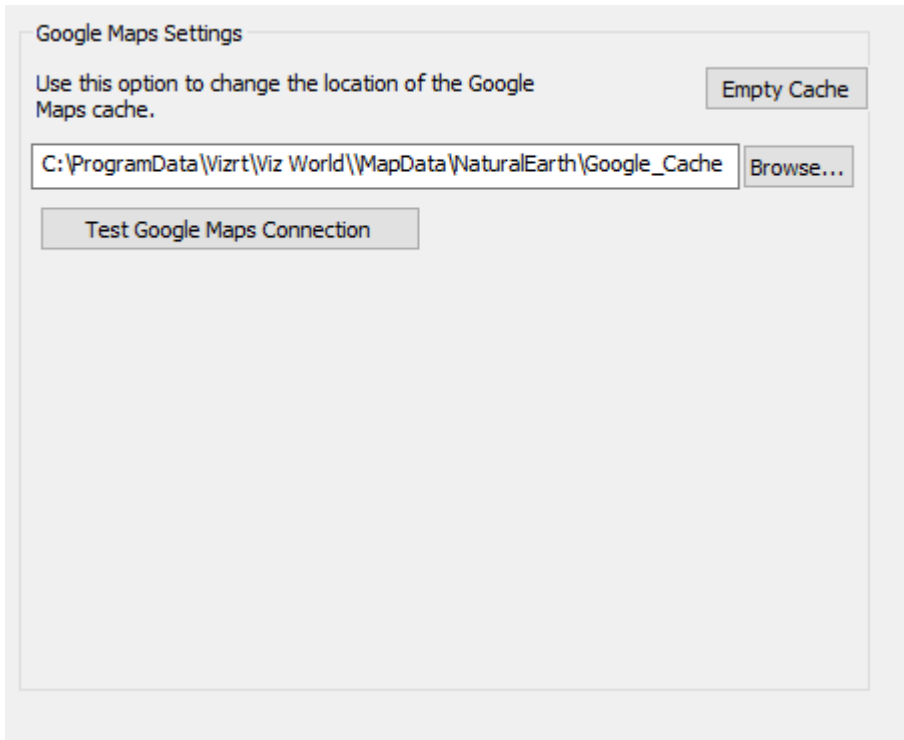 Google Maps Settings
Use this option to change the location of the Google
Maps cache.
Empty Cache
C:\ProgramData\Vizrt\Viz World\\MapData\NaturalEarth\Google_Cache
Browse...
Test Google Maps Connection